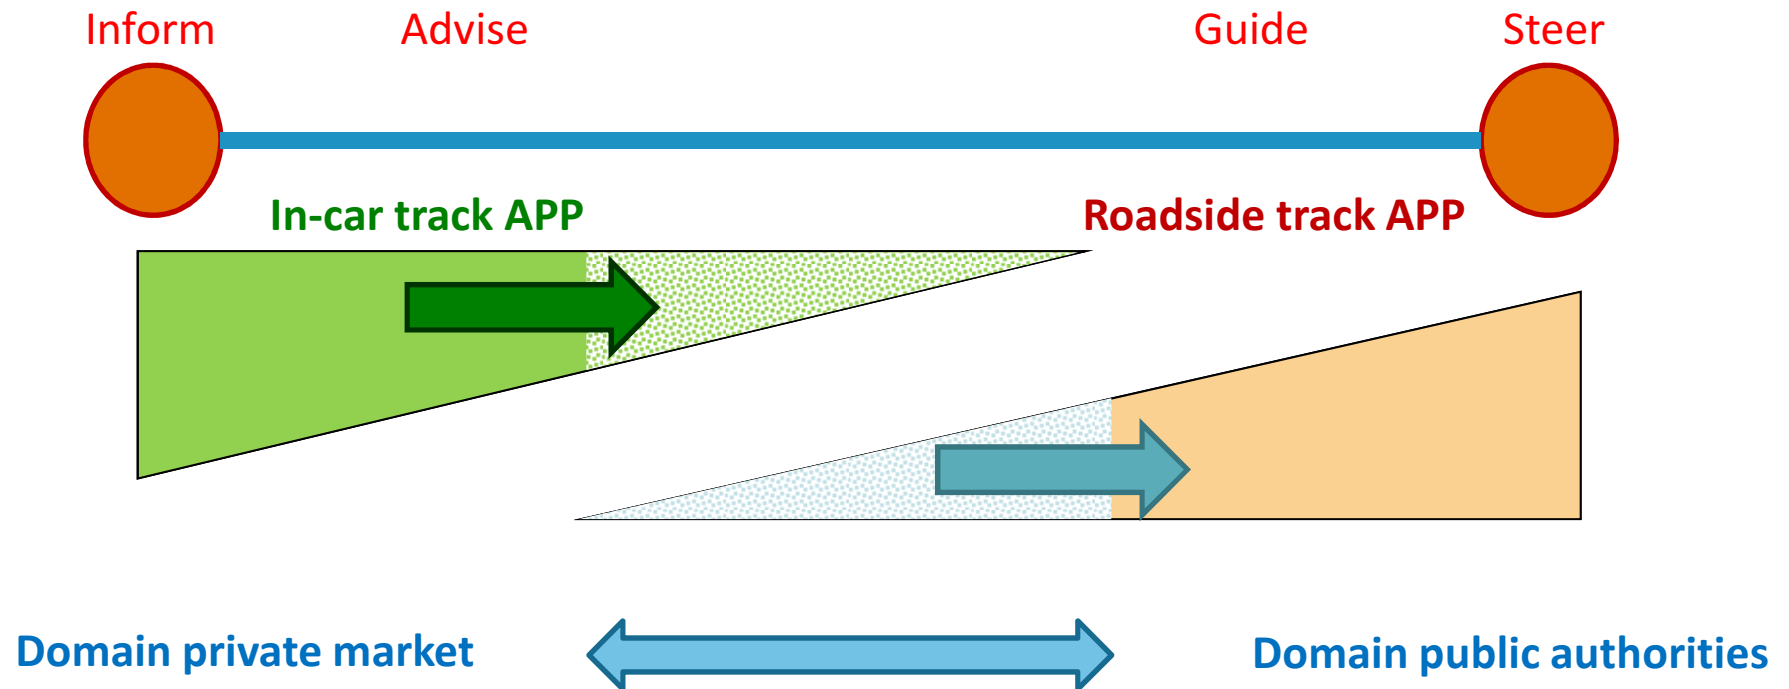 Inform
Advise
Guide
Steer
In-car track APP
Roadside track APP
Domain private market
Domain public authorities